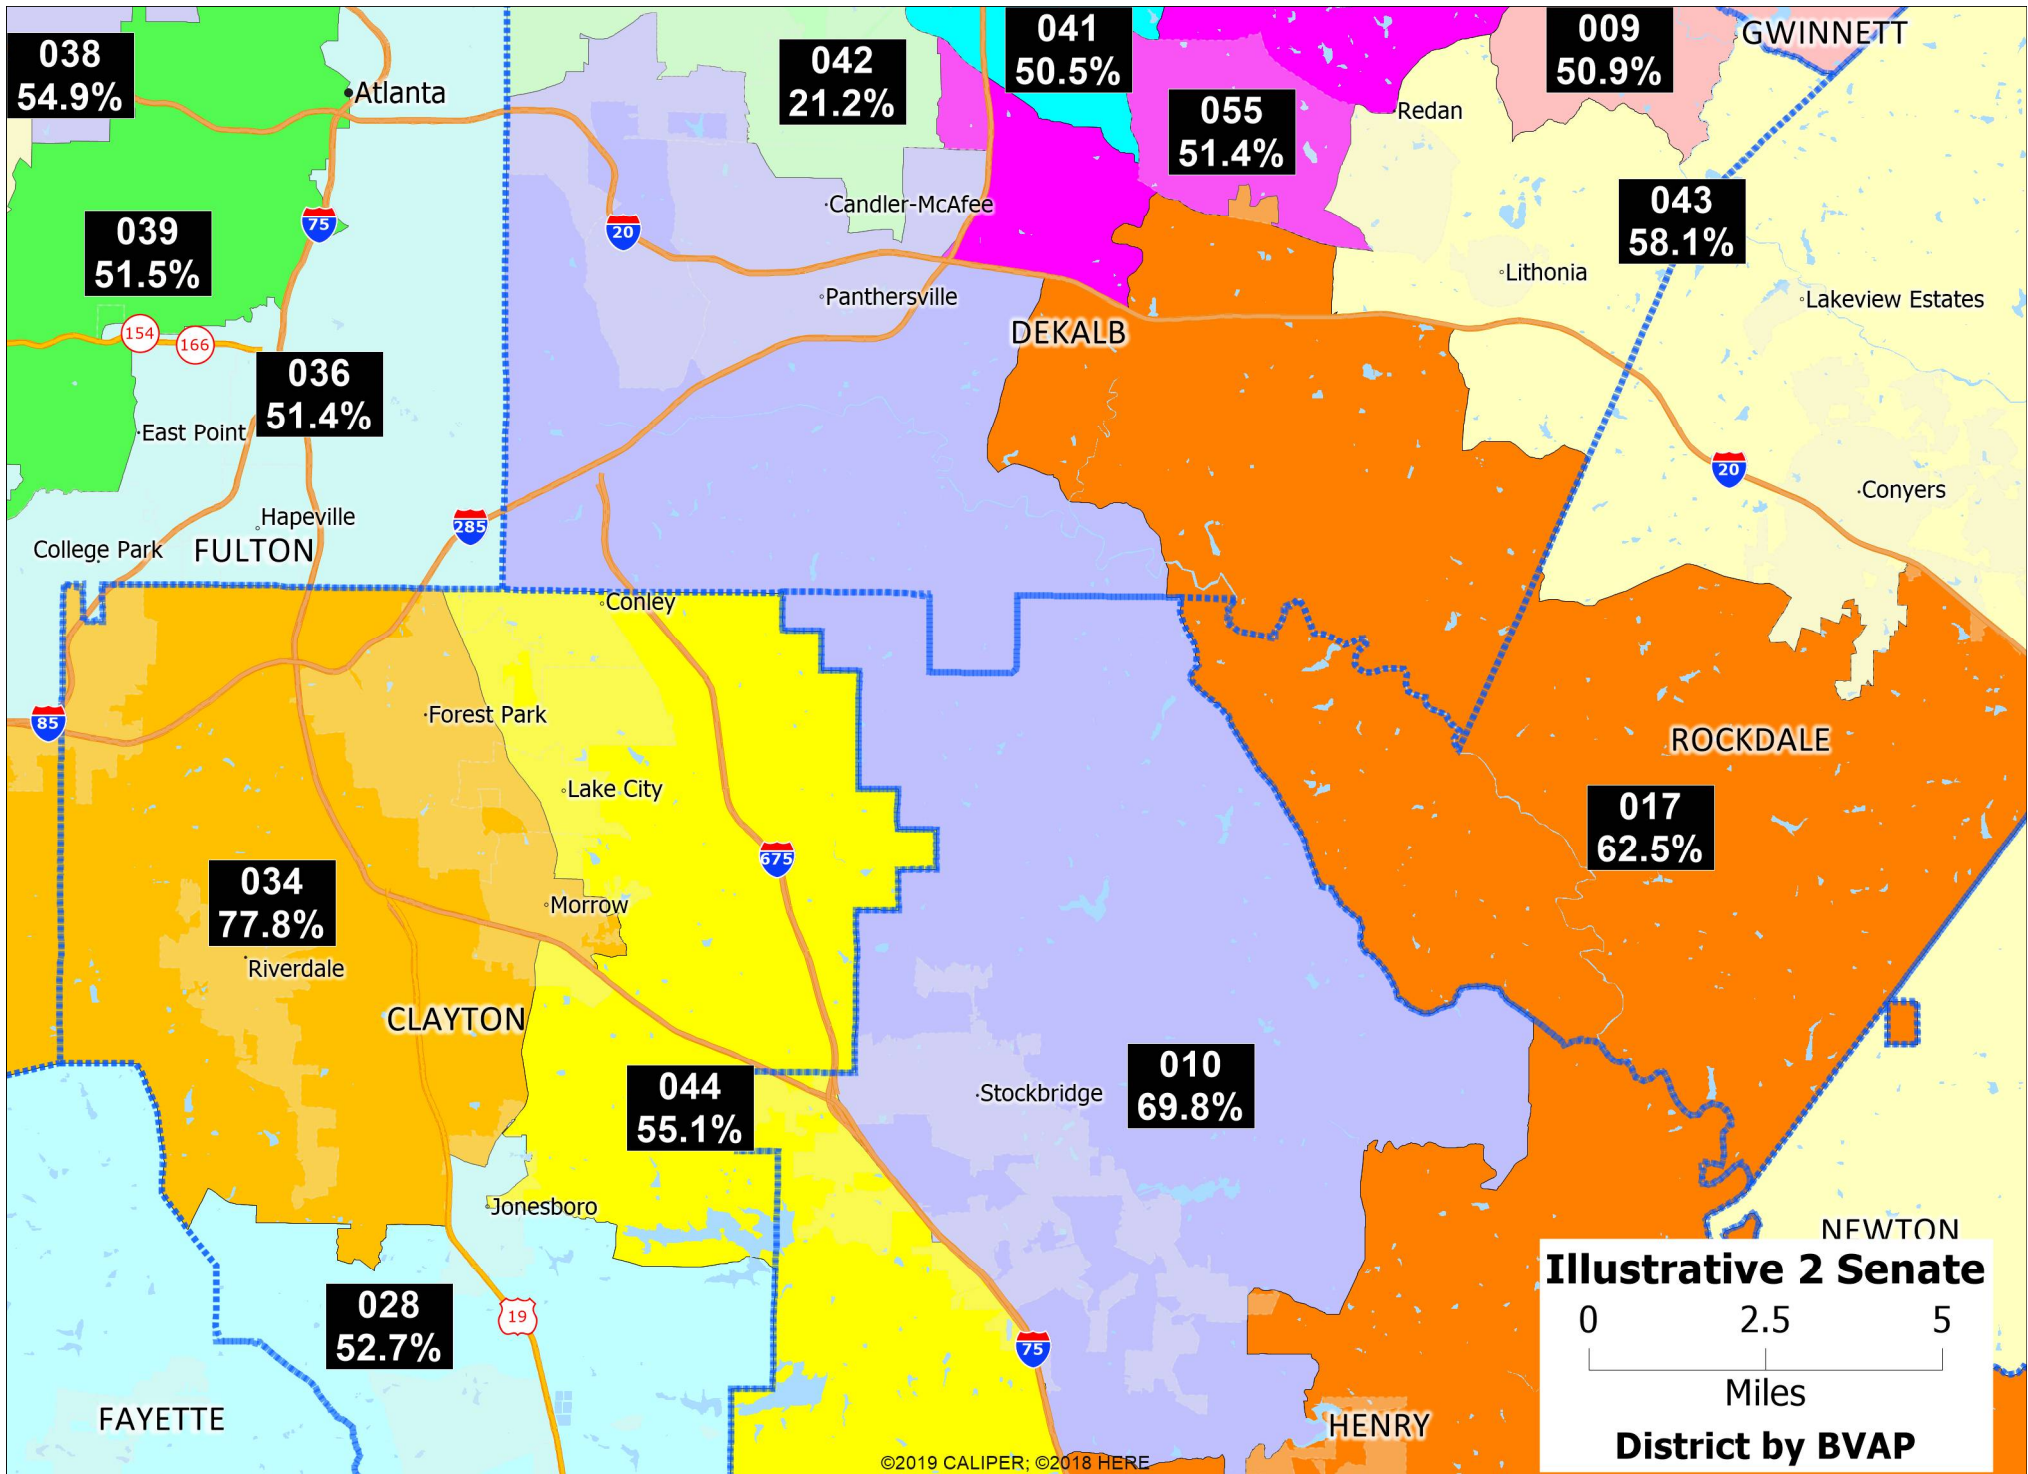 GWINNETT
038
54.9%
042
21.2%
041
50.5%
009
50.9%
Atlanta
055
51.4%
Redan
Candler-McAfee
043
58.1%
039
51.5%
75
20
Lithonia
Panthersville
Lakeview Estates
DEKALB
154
166
036
51.4%
East Point
20
Conyers
Hapeville
285
College Park
FULTON
Conley
Forest Park
85
ROCKDALE
Lake City
017
62.5%
675
034
77.8%
Morrow
Riverdale
CLAYTON
044
55.1%
Stockbridge
010
69.8%
Jonesboro
NEWTON
028
52.7%
19
75
Illustrative 2 Senate
0 2.5 5
Miles
District by BVAP
FAYETTE
HENRY
©2019 CALIPER; ©2018 HERE